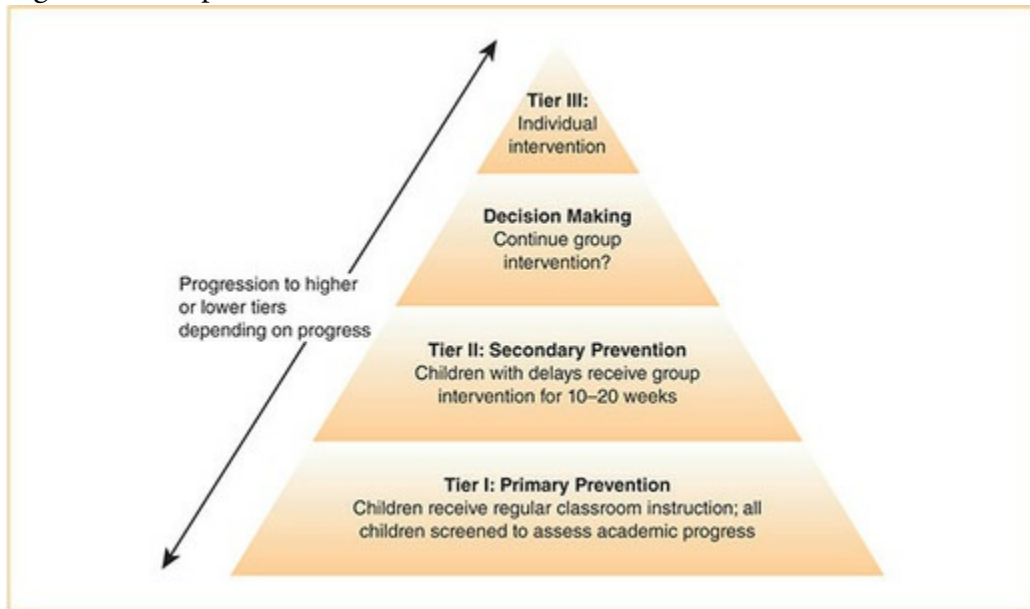 Tier III:
Individual
intervention
Decision Making
Continue group
intervention?
Progression to higher
or lower tiers
depending on progress
Tier II: Secondary Prevention
Children with delays receive group
intervention for 10–20 weeks
Tier I: Primary Prevention
Children receive regular classroom instruction; all
children screened to assess academic progress